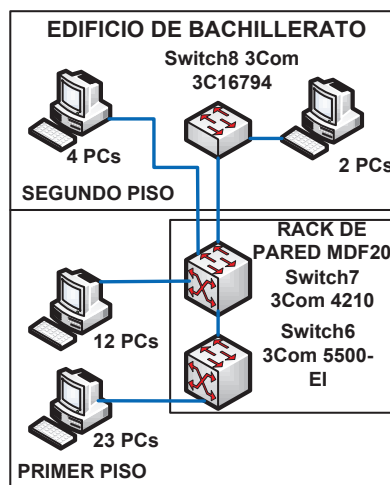 EDIFICIO DE BACHILLERATO
Switch8 3Com
3C16794
4 PCs
2 PCs
SEGUNDO PISO
RACK DE
PARED MDF20
Switch7
3Com 4210
12 PCs
Switch6
3Com 5500-
EI
23 PCs
PRIMER PISO